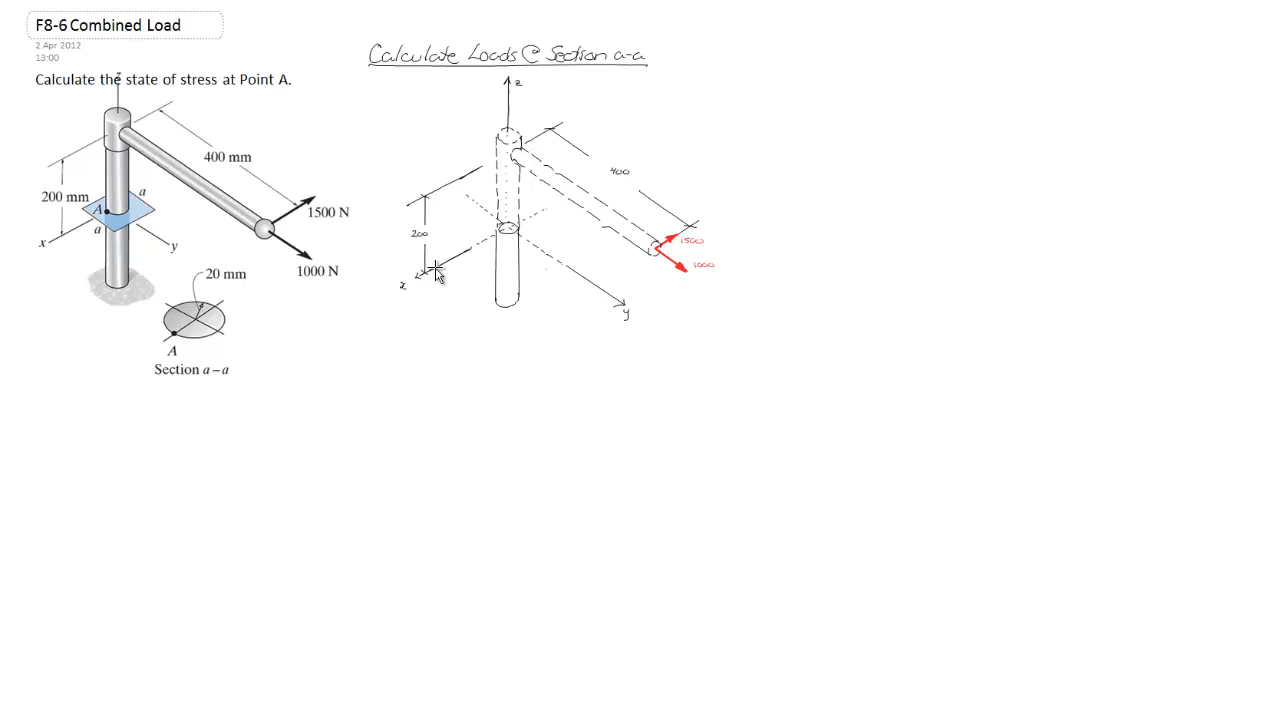 F8-6 Combined Load
2 Apr 2012
13:00
Calculate the state of stress at Point A.
z
400 mm
200 mm
a
A
a
x
y
1500 N
1000 N
20 mm
A
Section a–a
Calculate Loads @ Section a-a
z
400
200
1500
1000
x
y